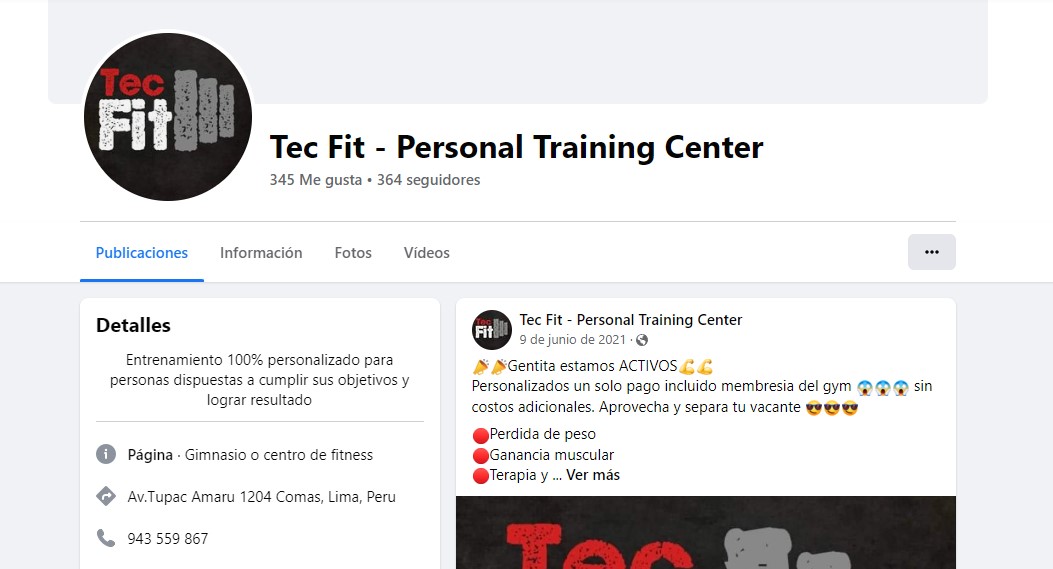 Tec
Fit
Tec Fit - Personal Training Center
345 Me gusta • 364 seguidores
Publicaciones
Información
Fotos
Vídeos
Detalles
Entrenamiento 100% personalizado para
personas dispuestas a cumplir sus objetivos y
lograr resultado
Página · Gimnasio o centro de fitness
Av.Tupac Amaru 1204 Comas, Lima, Peru
943 559 867
Tec
Fit
Tec Fit - Personal Training Center
9 de junio de 2021 ·
🎉🎉Gentita estamos ACTIVOS💪💪
Personalizados un solo pago incluido membresia del gym 😱😱😱 sin
costos adicionales. Aprovecha y separa tu vacante 😎😎😎
🔴Perdida de peso
🔴Ganancia muscular
🔴Terapia y ... Ver más
Tec